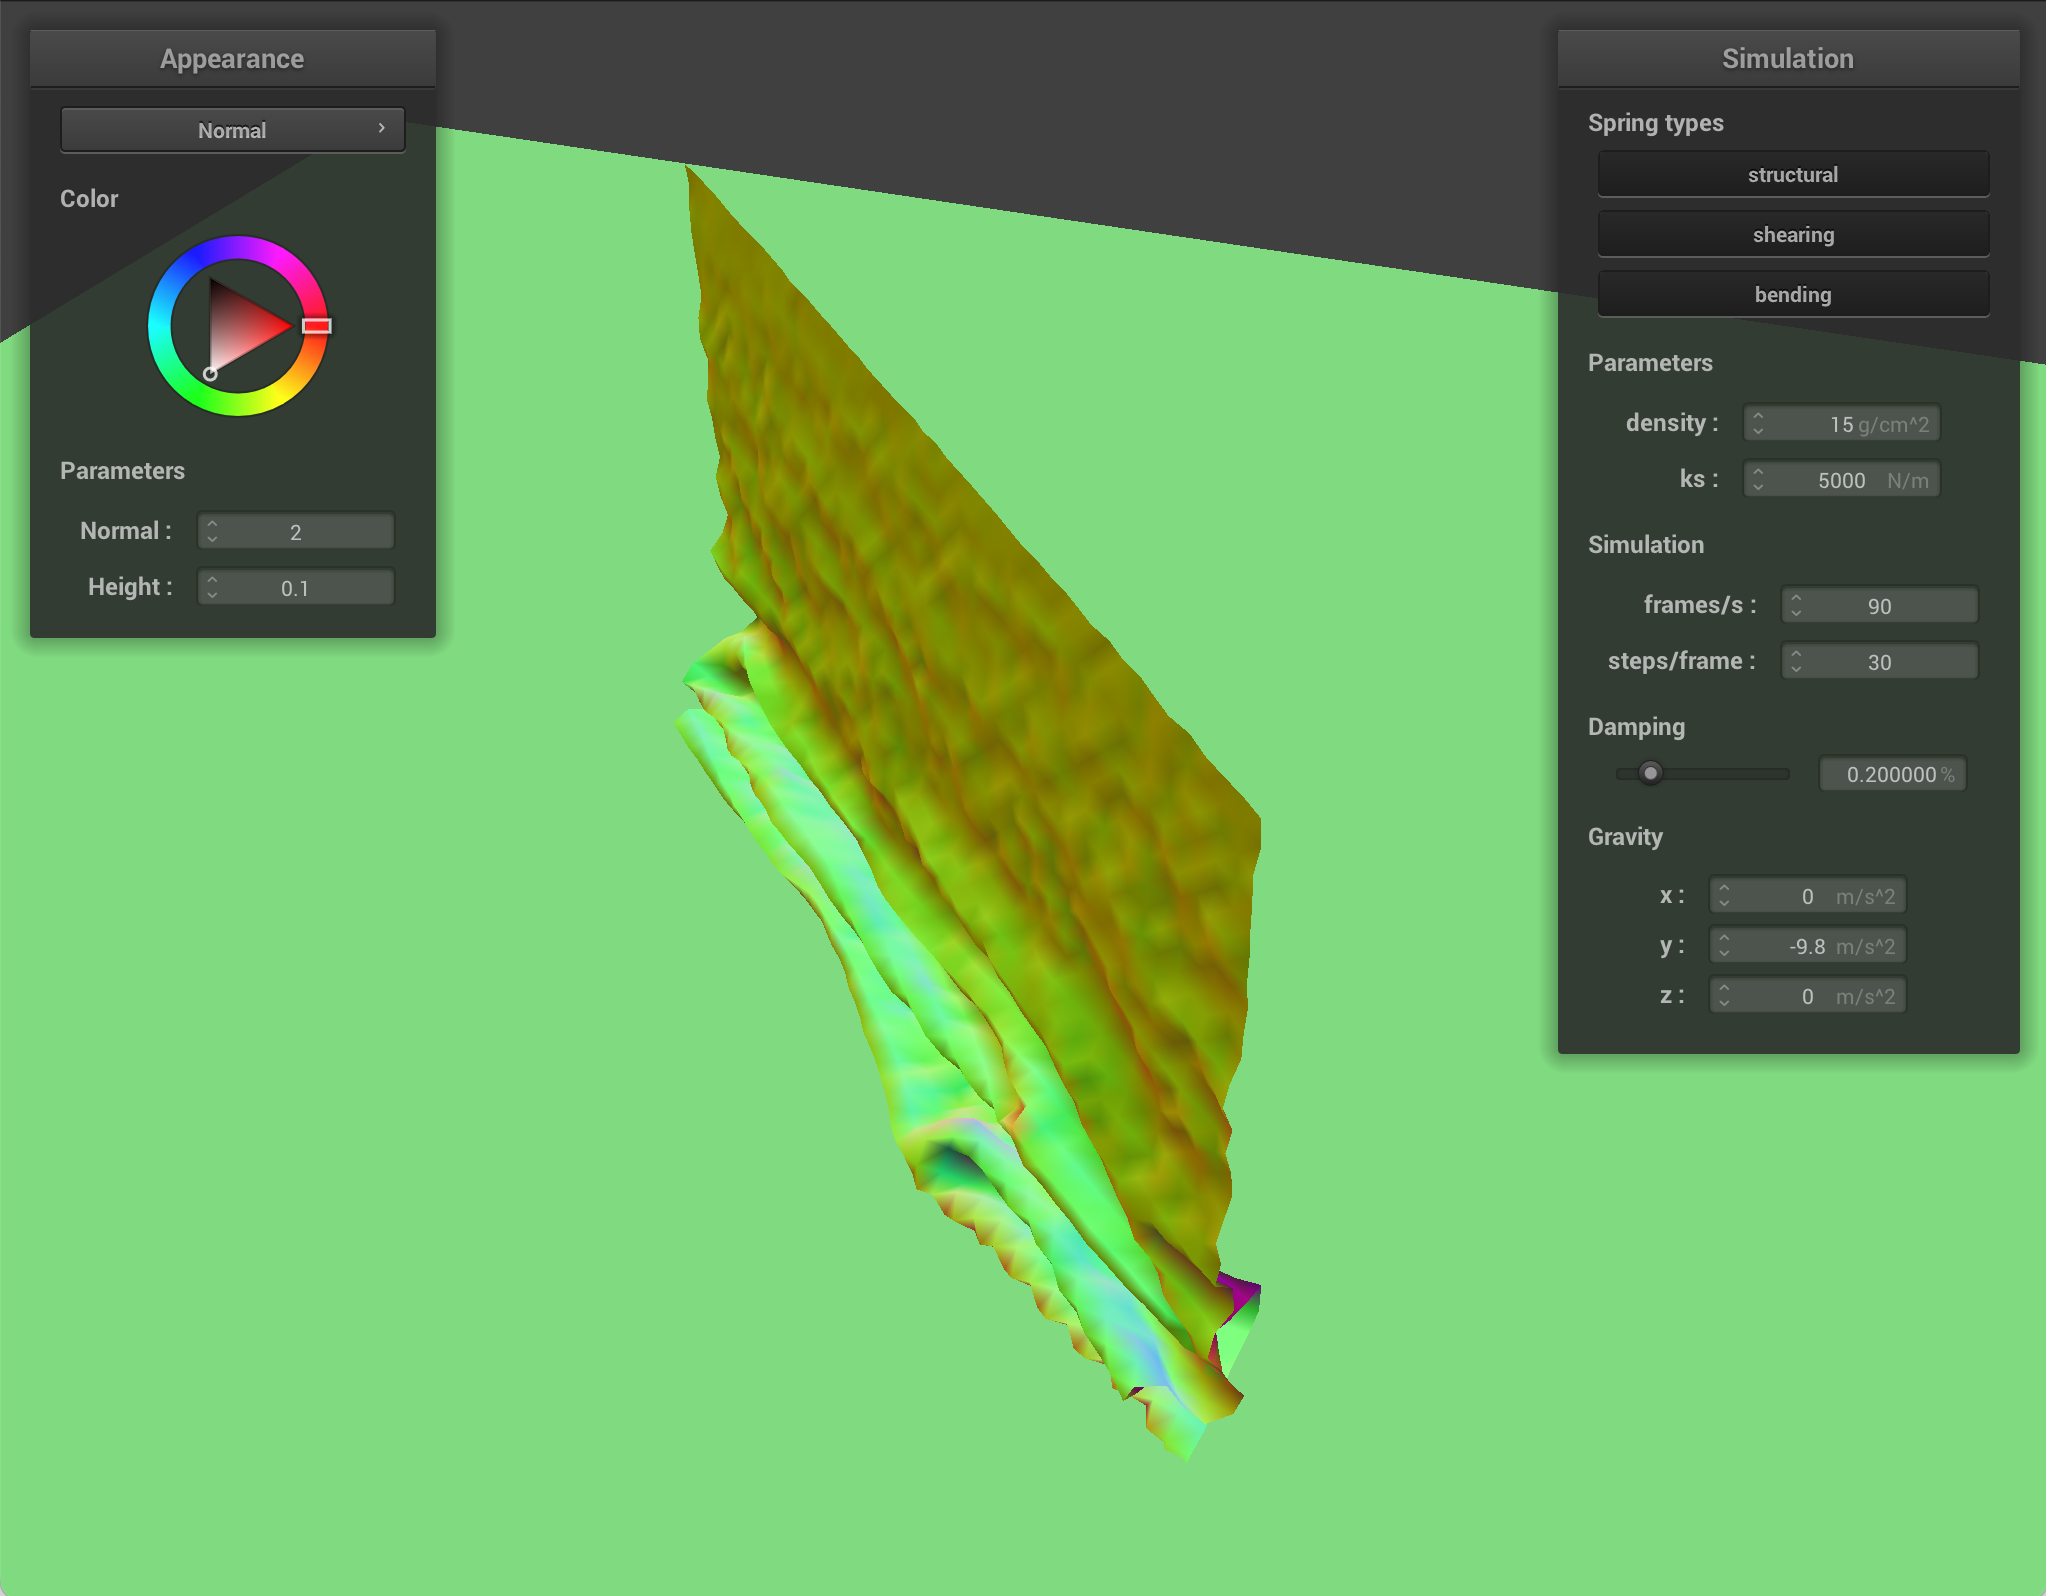 Appearance
Normal
Color
Parameters
Normal : 2
Height : 0.1
Simulation
Spring types
structural
shearing
bending
Parameters
density : 15 g/cm^2
ks : 5000 N/m
Simulation
frames/s : 90
steps/frame : 30
Damping
0.200000 %
Gravity
x : 0 m/s^2
y : -9.8 m/s^2
z : 0 m/s^2